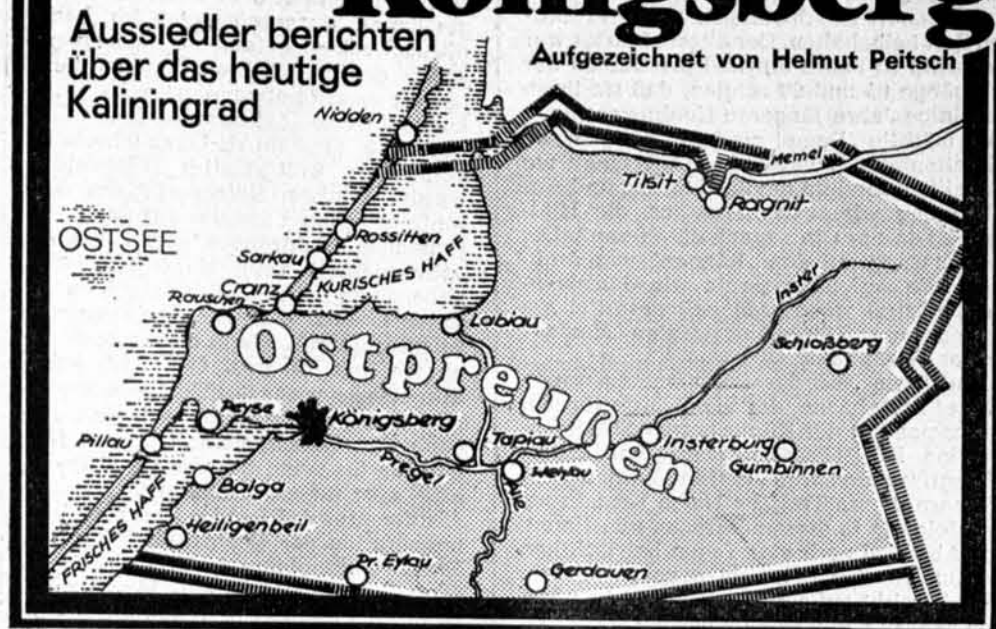 Königsberg
Aussiedler berichten
über das heutige
Kaliningrad
Aufgezeichnet von Helmut Peitsch
Nidden
Memel
Tilsit
Ragnit
OSTSEE
Rossitten
Sarkau
KURISCHES HAFF
Cranz
Rauschen
Inster
Labiau
Schloßberg
Ostpreußen
Peyse
Königsberg
Pillau
Tapiau
Insterburg
Pregel
Wehlau
Gumbinnen
Balga
Alle
FRISCHES HAFF
Heiligenbeil
Pr. Eylau
Gerdauen